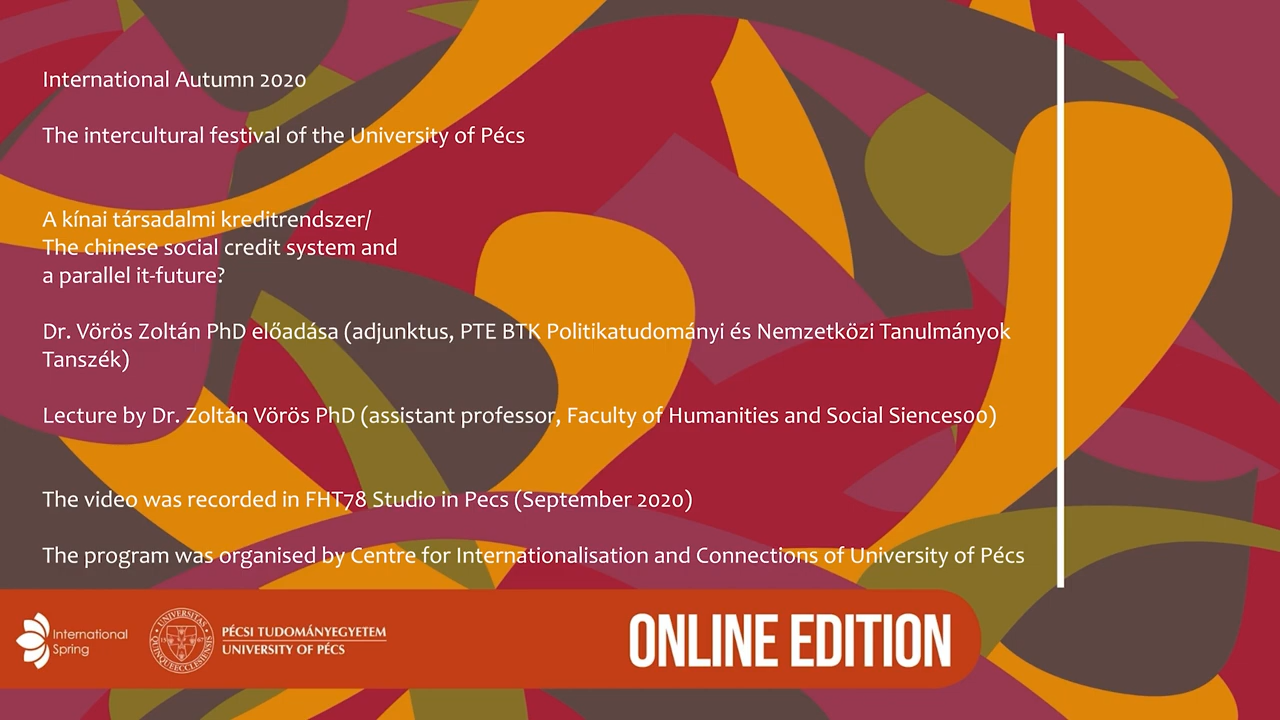 International Autumn 2020
The intercultural festival of the University of Pécs
A kínai társadalmi kreditrendszer/
The chinese social credit system and
a parallel it-future?
Dr. Vörös Zoltán PhD előadása (adjunktus, PTE BTK Politikatudományi és Nemzetközi Tanulmányok
Tanszék)
Lecture by Dr. Zoltán Vörös PhD (assistant professor, Faculty of Humanities and Social Siences00)
The video was recorded in FHT78 Studio in Pecs (September 2020)
The program was organised by Centre for Internationalisation and Connections of University of Pécs
International
Spring
UNIVERSITAS
QUINQUEECCLESIENSIS
PÉCSI TUDOMÁNYEGYETEM
UNIVERSITY OF PÉCS
ONLINE EDITION